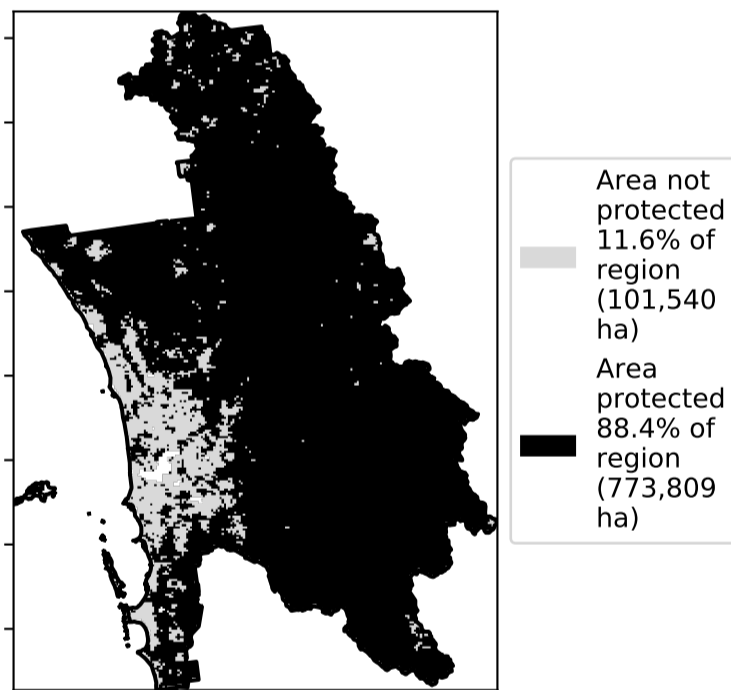 Area not
protected
11.6% of
region
(101,540
ha)
Area
protected
88.4% of
region
(773,809
ha)